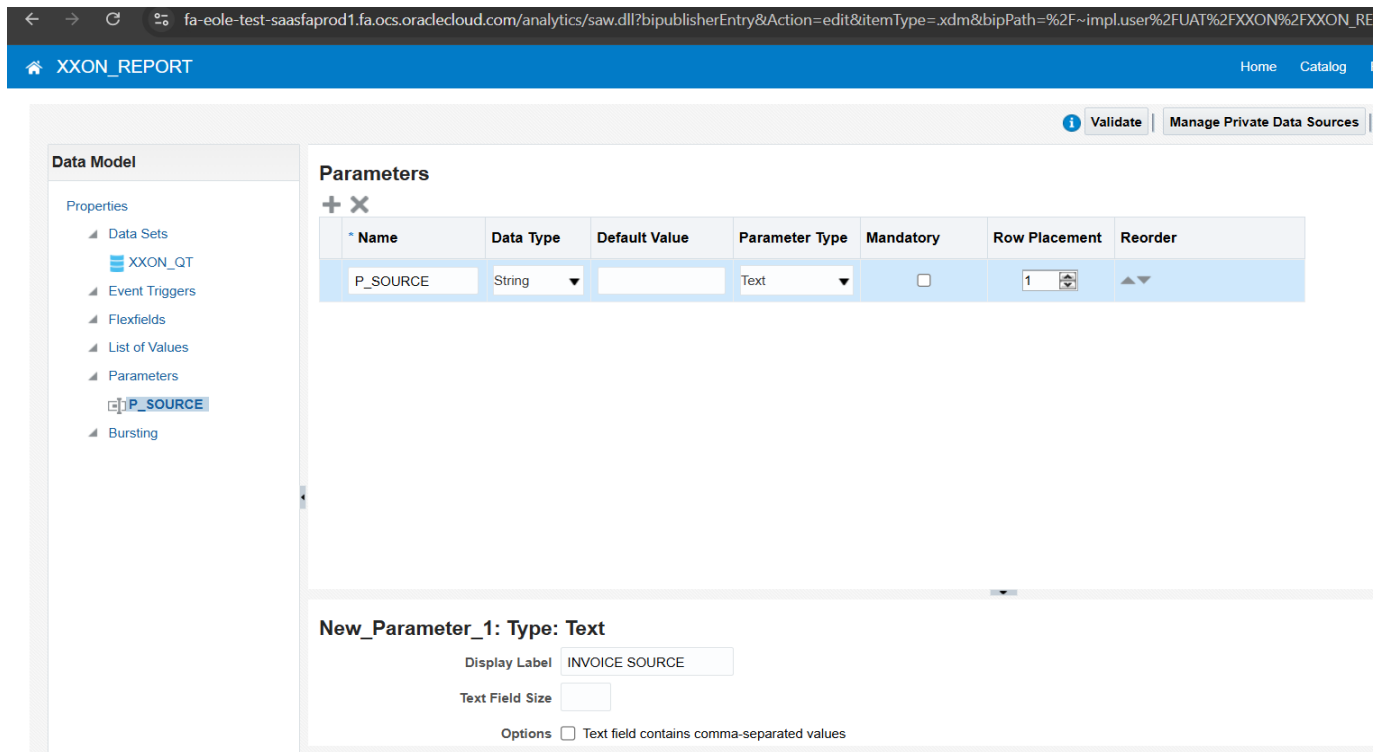 fa-eole-test-saasfaprod1.fa.ocs.oraclecloud.com/analytics/saw.dll?bipublisherEntry&Action=edit&itemType=.xdm&bipPath=%2F~impl.user%2FUAT%2FXXON%2FXXON_RE
XXON_REPORT Home Catalog
Validate Manage Private Data Sources
Data Model
Properties
Data Sets
XXON_QT
Event Triggers
Flexfields
List of Values
Parameters
P_SOURCE
Bursting
Parameters
* Name Data Type Default Value Parameter Type Mandatory Row Placement Reorder
P_SOURCE String Text 1
New_Parameter_1: Type: Text
Display Label INVOICE SOURCE
Text Field Size
Options Text field contains comma-separated values